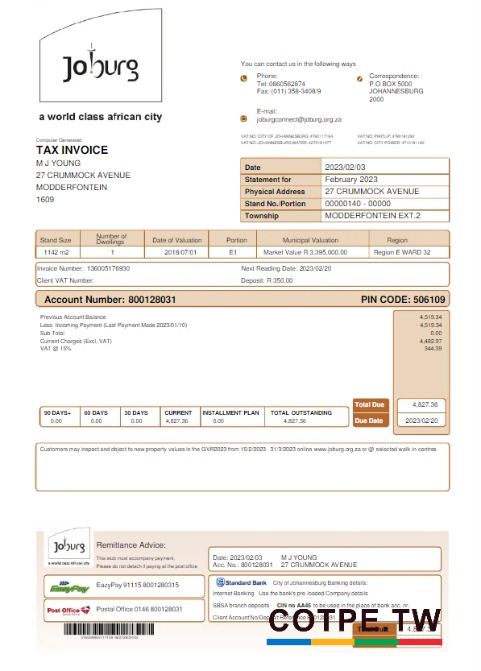 Joburg
a world class african city
You can contact us in the following ways
Phone:
Tel: 0860562874
Fax: (011) 358-3408/9
Correspondence:
P.O BOX 5000
JOHANNESBURG
2000
E-mail:
joburgconnect@joburg.org.za
Computer Generated
TAX INVOICE
M J YOUNG
27 CRUMMOCK AVENUE
MODDERFONTEIN
1609
Date 2023/02/03
Statement for February 2023
Physical Address 27 CRUMMOCK AVENUE
Stand No./Portion 00000140 - 00000
Township MODDERFONTEIN EXT.2
Stand Size Number of Dwellings Date of Valuation Portion Municipal Valuation Region
1142 m2 1 2018/07/01 E1 Market Value R 3,395,000.00 Region E WARD 32
Invoice Number: 136005176930 Next Reading Date: 2023/02/20
Client VAT Number: Deposit: R 350.00
Account Number: 800128031 PIN CODE: 506109
Previous Account Balance 4,519.34
Less: Incoming Payment (Last Payment Made 2023/01/10) 4,519.34
Sub Total 0.00
Current Charges (Excl. VAT) 4,482.97
VAT @ 15% 344.39
Total Due 4,827.36
90 DAYS+ 60 DAYS 30 DAYS CURRENT INSTALLMENT PLAN TOTAL OUTSTANDING
0.00 0.00 0.00 4,827.36 0.00 4,827.36
Due Date 2023/02/20
Customers may inspect and object to new property values in the GVR2023 from 15/2/2023 31/3/2023 online www.joburg.org.za or @ selected walk in centres
Joburg
a world class african city
Remittance Advice:
This stub must accompany payment,
Please do not detach if paying at the post office
Date: 2023/02/03 M J YOUNG
Acc. No.: 800128031 27 CRUMMOCK AVENUE
EasyPay EazyPay 91115 8001280315
Post Office Postal Office 0146 800128031
Standard Bank City of Johannesburg Banking details:
Internet Banking Use the bank's pre-loaded Company details
SBSA branch deposits CIN no AA45 to be used in place of bank acc. nr.
Client Account No/Deposit Reference 800128031
COTPE TW